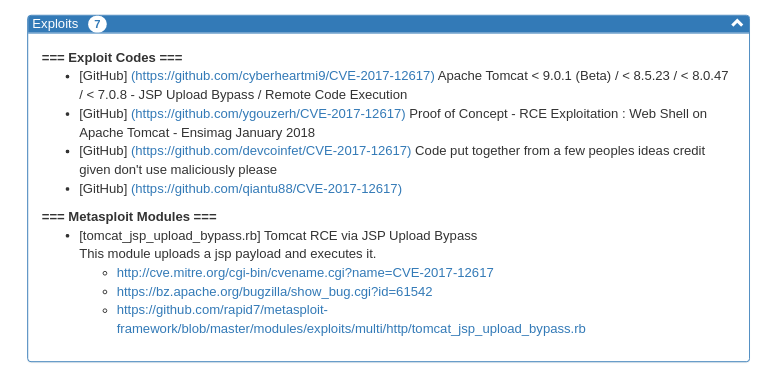 Exploits 7
=== Exploit Codes ===
• [GitHub] (https://github.com/cyberheartmi9/CVE-2017-12617) Apache Tomcat < 9.0.1 (Beta) / < 8.5.23 / < 8.0.47
/ < 7.0.8 - JSP Upload Bypass / Remote Code Execution
• [GitHub] (https://github.com/ygouzerh/CVE-2017-12617) Proof of Concept - RCE Exploitation : Web Shell on
Apache Tomcat - Ensimag January 2018
• [GitHub] (https://github.com/devcoinfet/CVE-2017-12617) Code put together from a few peoples ideas credit
given don't use maliciously please
• [GitHub] (https://github.com/qiantu88/CVE-2017-12617)
=== Metasploit Modules ===
• [tomcat_jsp_upload_bypass.rb] Tomcat RCE via JSP Upload Bypass
This module uploads a jsp payload and executes it.
◦ http://cve.mitre.org/cgi-bin/cvename.cgi?name=CVE-2017-12617
◦ https://bz.apache.org/bugzilla/show_bug.cgi?id=61542
◦ https://github.com/rapid7/metasploit-
framework/blob/master/modules/exploits/multi/http/tomcat_jsp_upload_bypass.rb